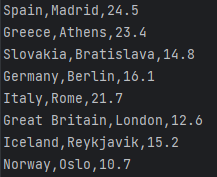 Spain,Madrid,24.5
Greece,Athens,23.4
Slovakia,Bratislava,14.8
Germany,Berlin,16.1
Italy,Rome,21.7
Great Britain,London,12.6
Iceland,Reykjavik,15.2
Norway,Oslo,10.7